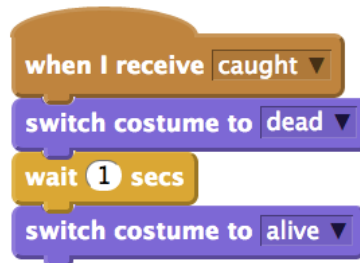 when I receive caught
switch costume to dead
wait 1 secs
switch costume to alive